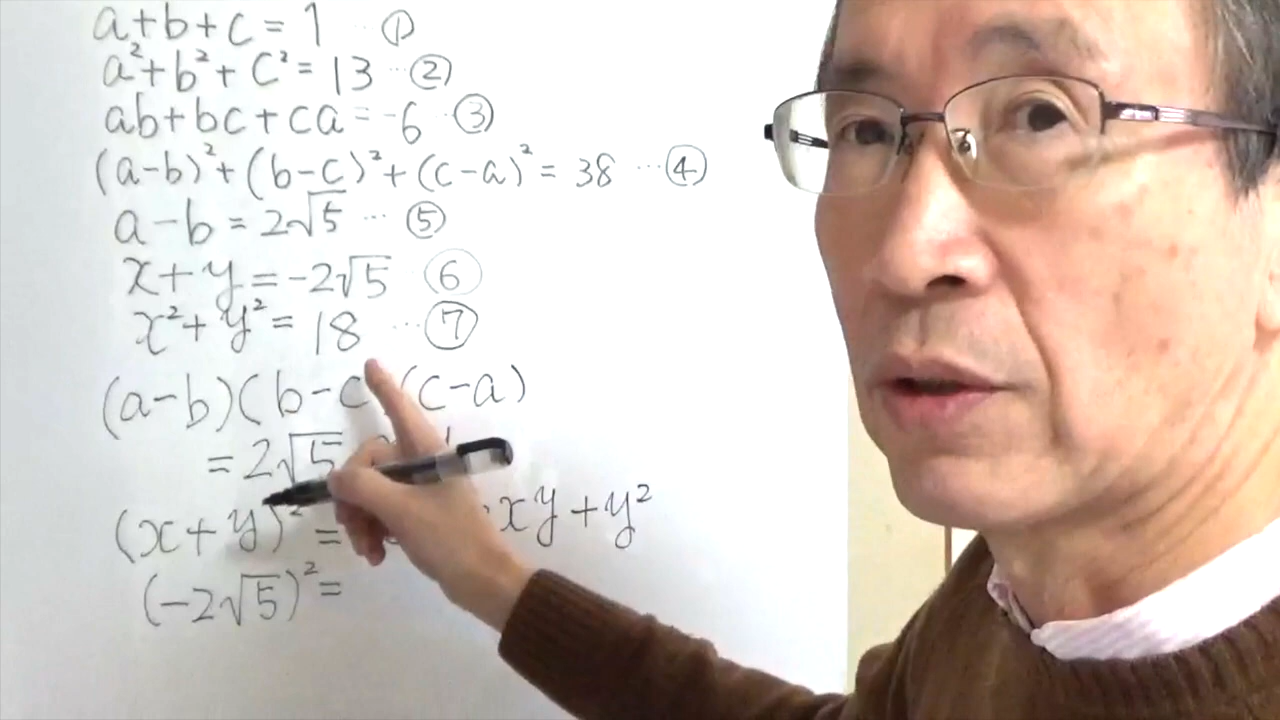 a+b+c=1 ...①
a²+b²+c²=13 ...②
ab+bc+ca=-6 ...③
(a-b)²+(b-c)²+(c-a)²=38 ...④
a-b=2√5 ...⑤
x+y=-2√5 ⑥
x²+y²=18 ...⑦
(a-b)(b-c (c-a)
=2√5
(x+y)²= xy+y²
(-2√5)²=